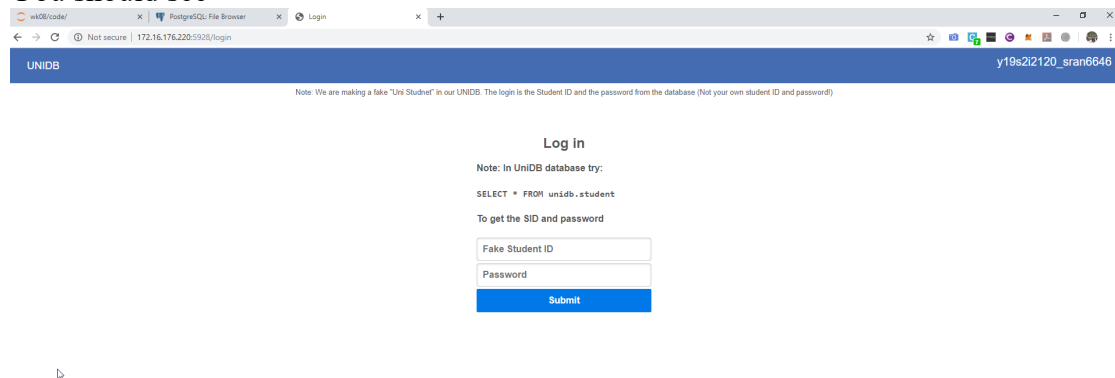 You should see
wk08/code/
PostgreSQL: File Browser
Login
Not secure | 172.16.176.220:5928/login
UNIDB
y19s2i2120_sran6646
Note: We are making a fake "Uni Studnet" in our UNIDB. The login is the Student ID and the password from the database (Not your own student ID and password!)
Log in
Note: In UniDB database try:
SELECT * FROM unidb.student
To get the SID and password
Fake Student ID
Password
Submit